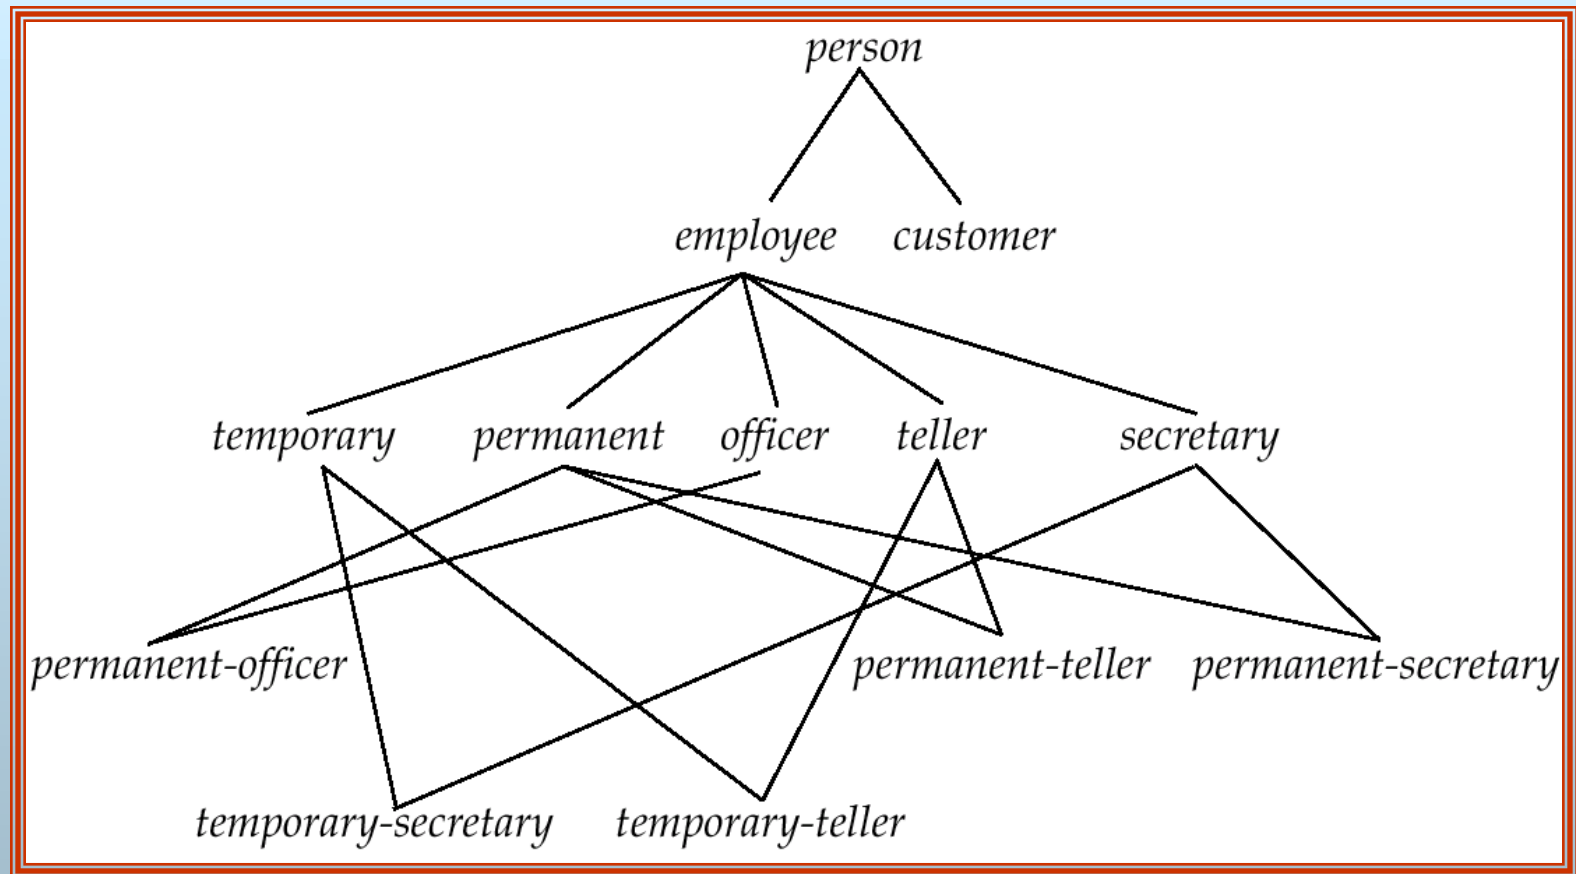 person
employee customer
temporary permanent officer teller secretary
permanent-officer permanent-teller permanent-secretary
temporary-secretary temporary-teller